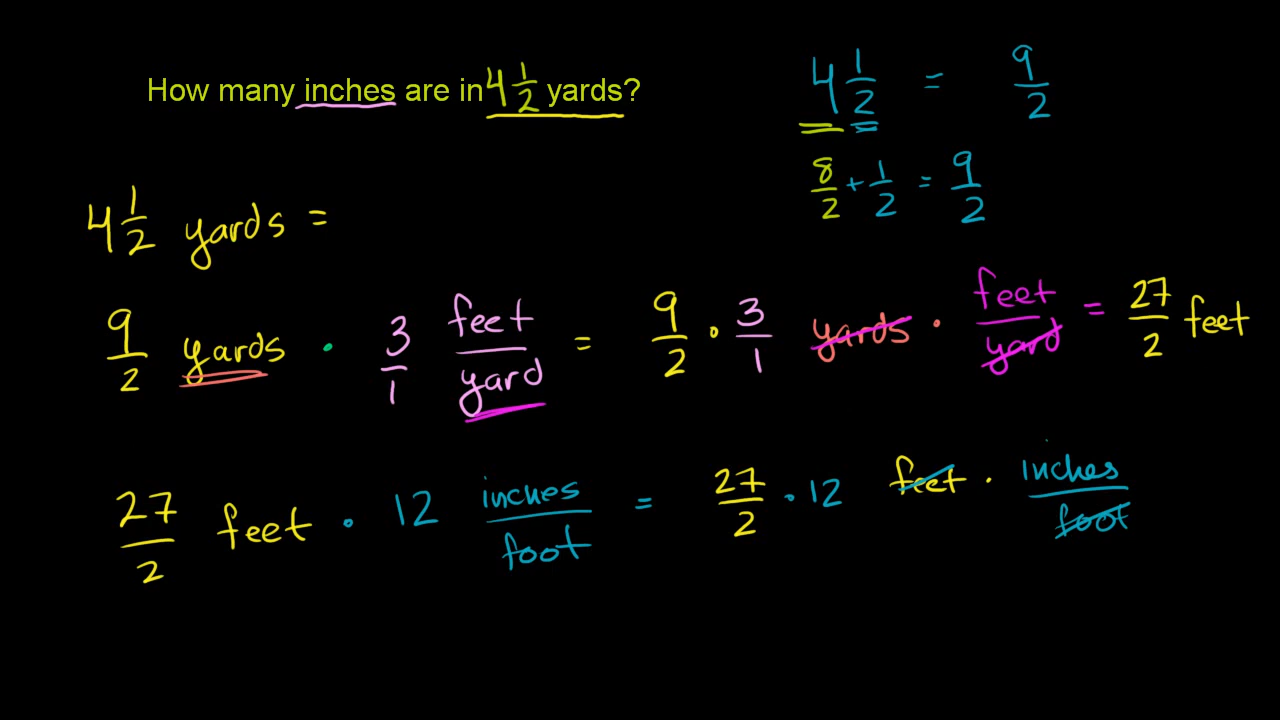 How many inches are in 4 1/2 yards?
4 1/2 = 9/2
8/2 + 1/2 = 9/2
4 1/2 yards =
9/2 yards · 3/1 feet/yard = 9/2 · 3/1 yards · feet/yard = 27/2 feet
27/2 feet · 12 inches/foot = 27/2 · 12 feet · inches/foot